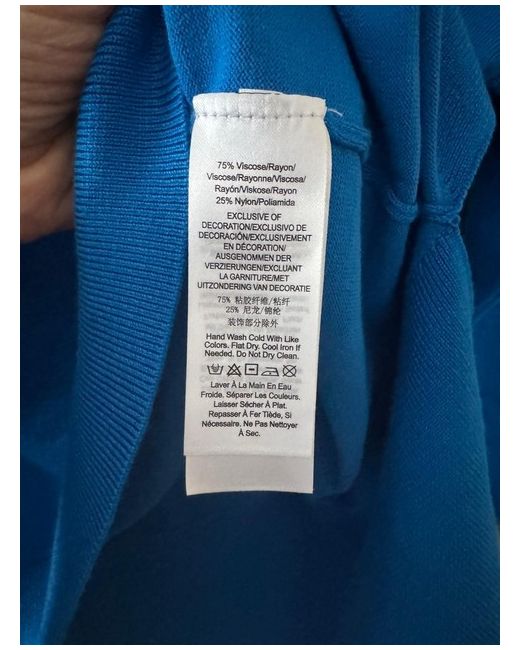 75% Viscose/Rayon/
Viscose/Rayonne/Viscosa/
Rayón/Viskose/Rayon
25% Nylon/Poliamida
EXCLUSIVE OF
DECORATION/EXCLUSIVO DE
DECORACIÓN/EXCLUSIVEMENT
EN DÉCORATION/
AUSGENOMMEN DER
VERZIERUNGEN/EXCLUANT
LA GARNITURE/MET
UITZONDERING VAN DECORATIE
75% 粘胶纤维/粘纤
25% 尼龙/锦纶
装饰部分除外
Hand Wash Cold With Like
Colors. Flat Dry. Cool Iron If
Needed. Do Not Dry Clean.
Laver À La Main En Eau
Froide. Séparer Les Couleurs.
Laisser Sécher À Plat.
Repasser À Fer Tiède, Si
Nécessaire. Ne Pas Nettoyer
À Sec.